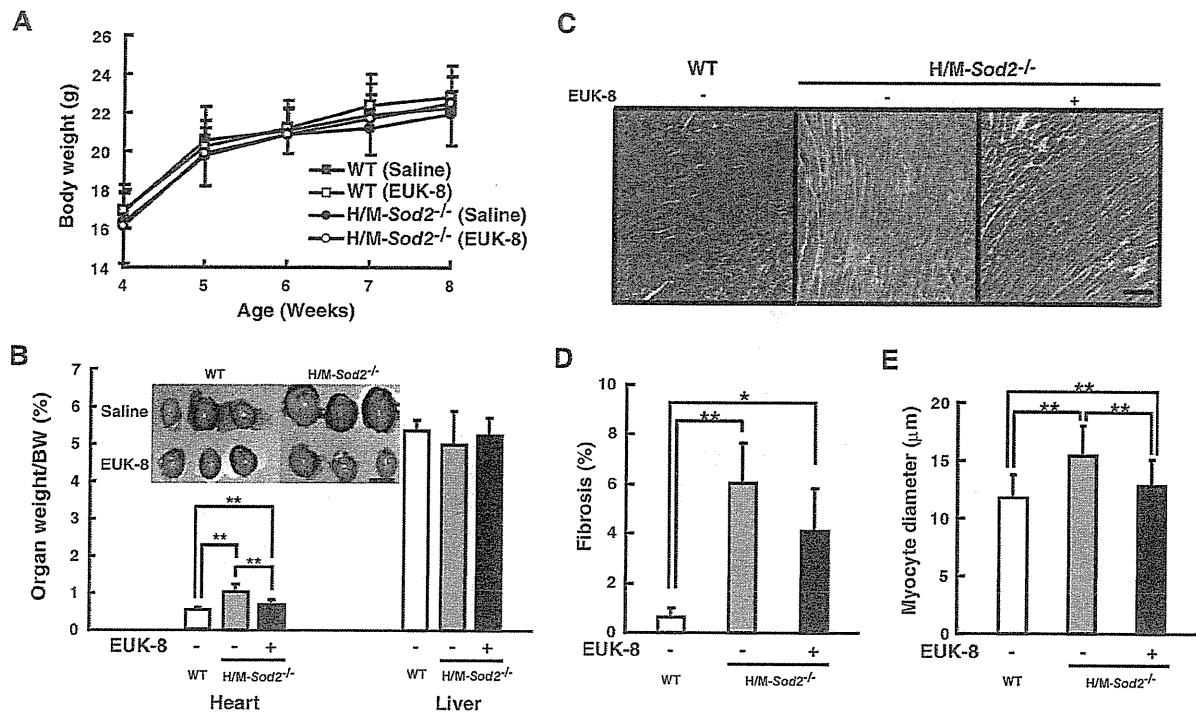 A
Body weight (g)
26
24
22
20
18
16
14
4 5 6 7 8
Age (Weeks)
WT (Saline)
WT (EUK-8)
H/M-Sod2-/- (Saline)
H/M-Sod2-/- (EUK-8)
C
WT
H/M-Sod2-/-
EUK-8 - - +
B
Organ weight/BW (%)
7
6
5
4
3
2
1
0
WT
H/M-Sod2-/-
Saline
EUK-8
**
** **
EUK-8 - - + - - +
WT H/M-Sod2-/- WT H/M-Sod2-/-
Heart Liver
D
Fibrosis (%)
10
8
6
4
2
0
*
**
EUK-8 - - +
WT H/M-Sod2-/-
E
Myocyte diameter (μm)
20
15
10
5
0
**
** **
EUK-8 - - +
WT H/M-Sod2-/-